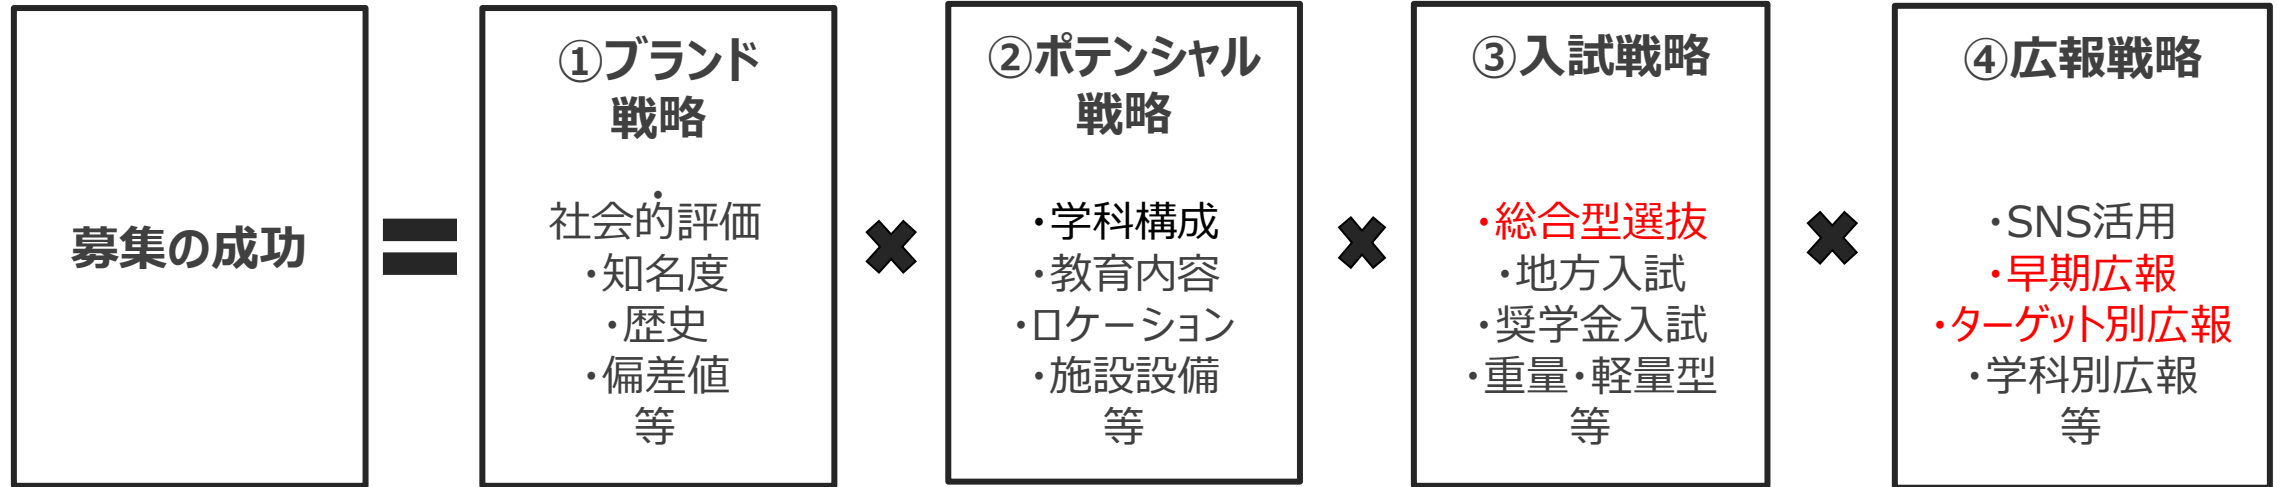 募集の成功
①ブランド
戦略
・
社会的評価
・知名度
・歴史
・偏差値
等
②ポテンシャル
戦略
・学科構成
・教育内容
・ロケーション
・施設設備
等
③入試戦略
・総合型選抜
・地方入試
・奨学金入試
・重量・軽量型
等
④広報戦略
・SNS活用
・早期広報
・ターゲット別広報
・学科別広報
等